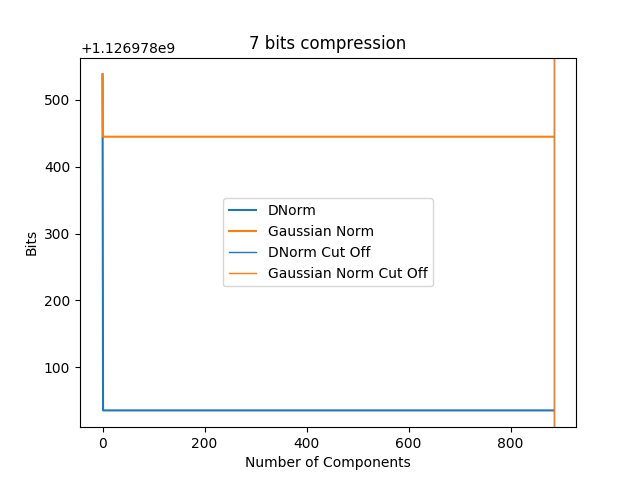 7 bits compression
+1.126978e9
500
400
300
200
100
Bits
DNorm
Gaussian Norm
DNorm Cut Off
Gaussian Norm Cut Off
0 200 400 600 800
Number of Components